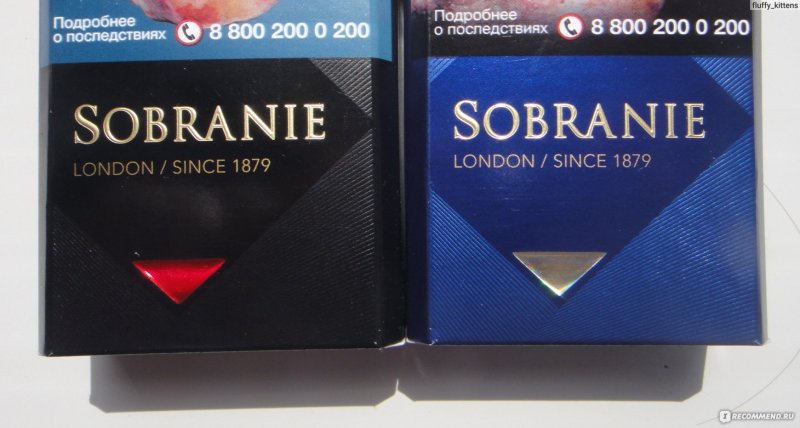 fluffy_kittens
Подробнее
о последствиях
8 800 200 0 200
SOBRANIE
LONDON / SINCE 1879
Подробнее
о последствиях
8 800 200 0 200
SOBRANIE
LONDON / SINCE 1879
I RECOMMEND.RU